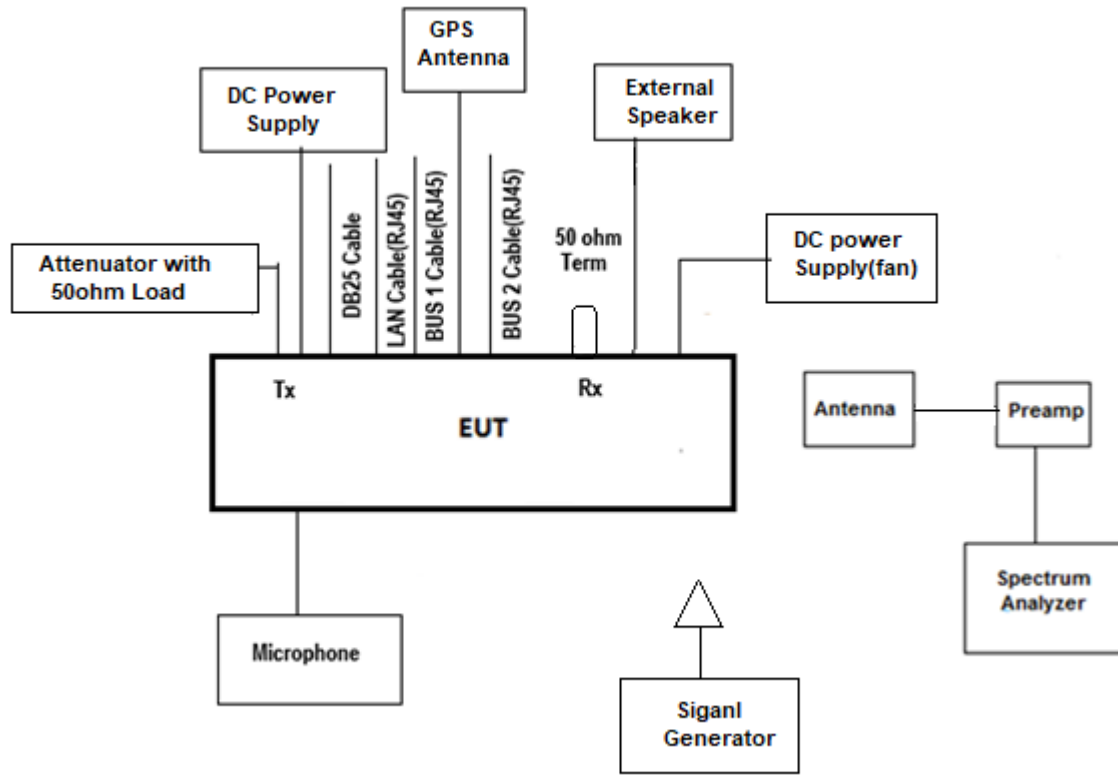 GPS
Antenna
DC Power
Supply
External
Speaker
DB25 Cable
LAN Cable(RJ45)
BUS 1 Cable(RJ45)
BUS 2 Cable(RJ45)
50 ohm
Term
DC power
Supply(fan)
Attenuator with
50ohm Load
Tx
Rx
EUT
Antenna
Preamp
Spectrum
Analyzer
Microphone
Siganl
Generator